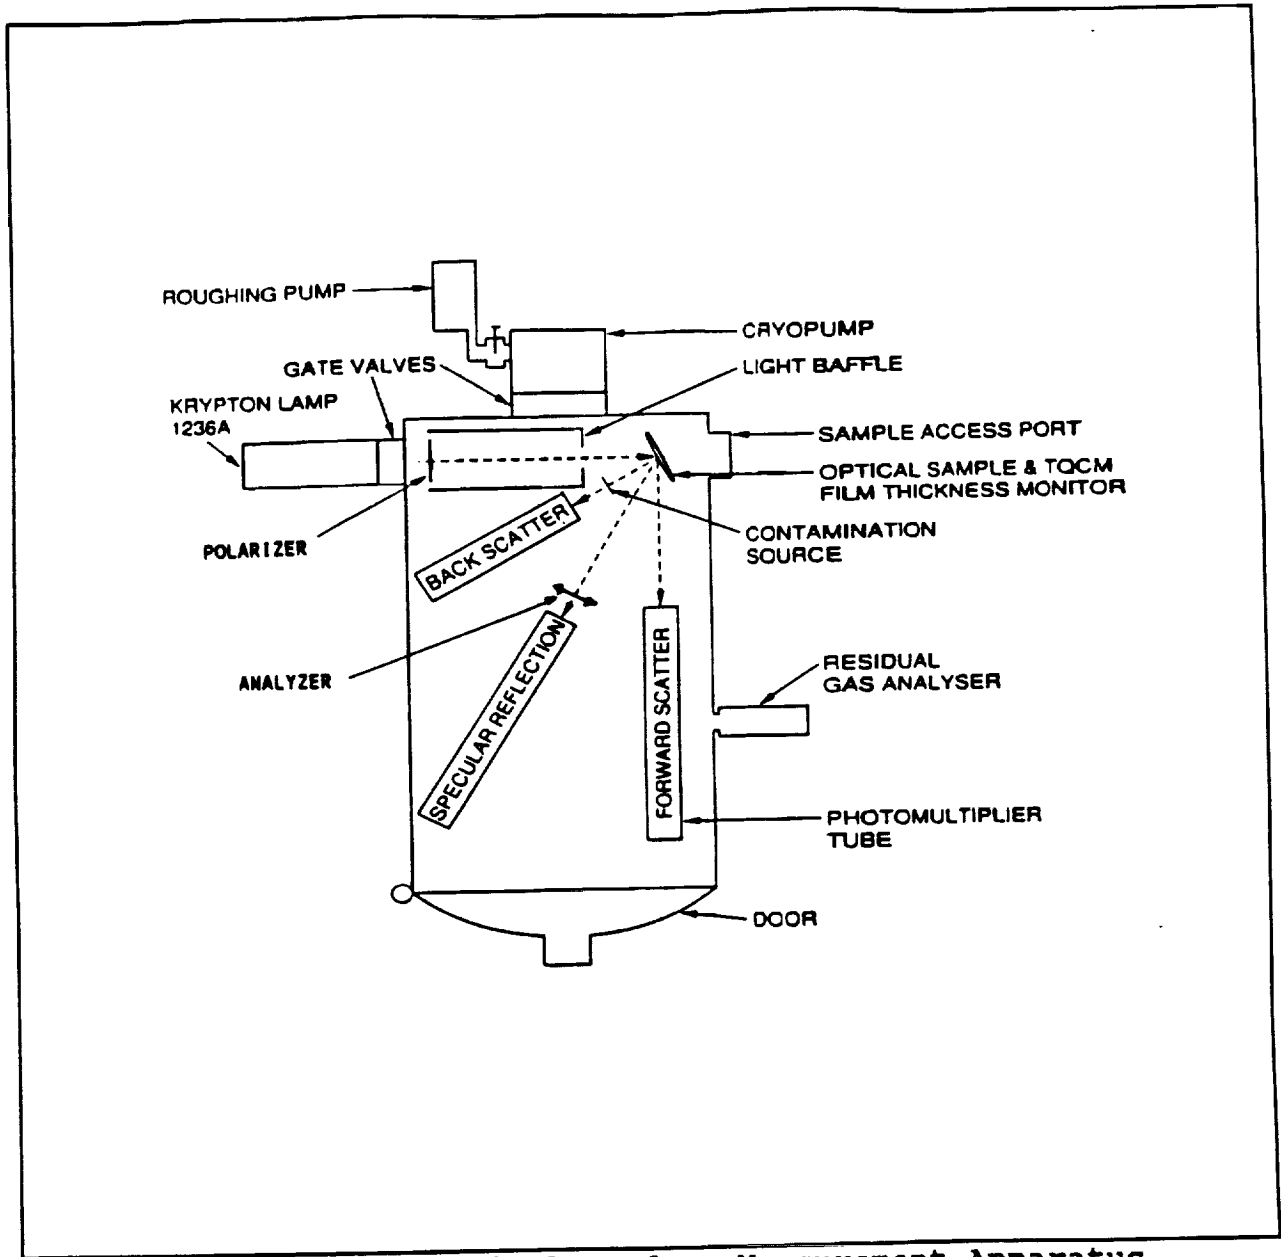 ROUGHING PUMP
CRYOPUMP
GATE VALVES
LIGHT BAFFLE
KRYPTON LAMP
1236A
SAMPLE ACCESS PORT
OPTICAL SAMPLE & TQCM
FILM THICKNESS MONITOR
POLARIZER
BACK SCATTER
CONTAMINATION
SOURCE
ANALYZER
SPECULAR REFLECTION
FORWARD SCATTER
RESIDUAL
GAS ANALYSER
PHOTOMULTIPLIER
TUBE
DOOR
Apparatus